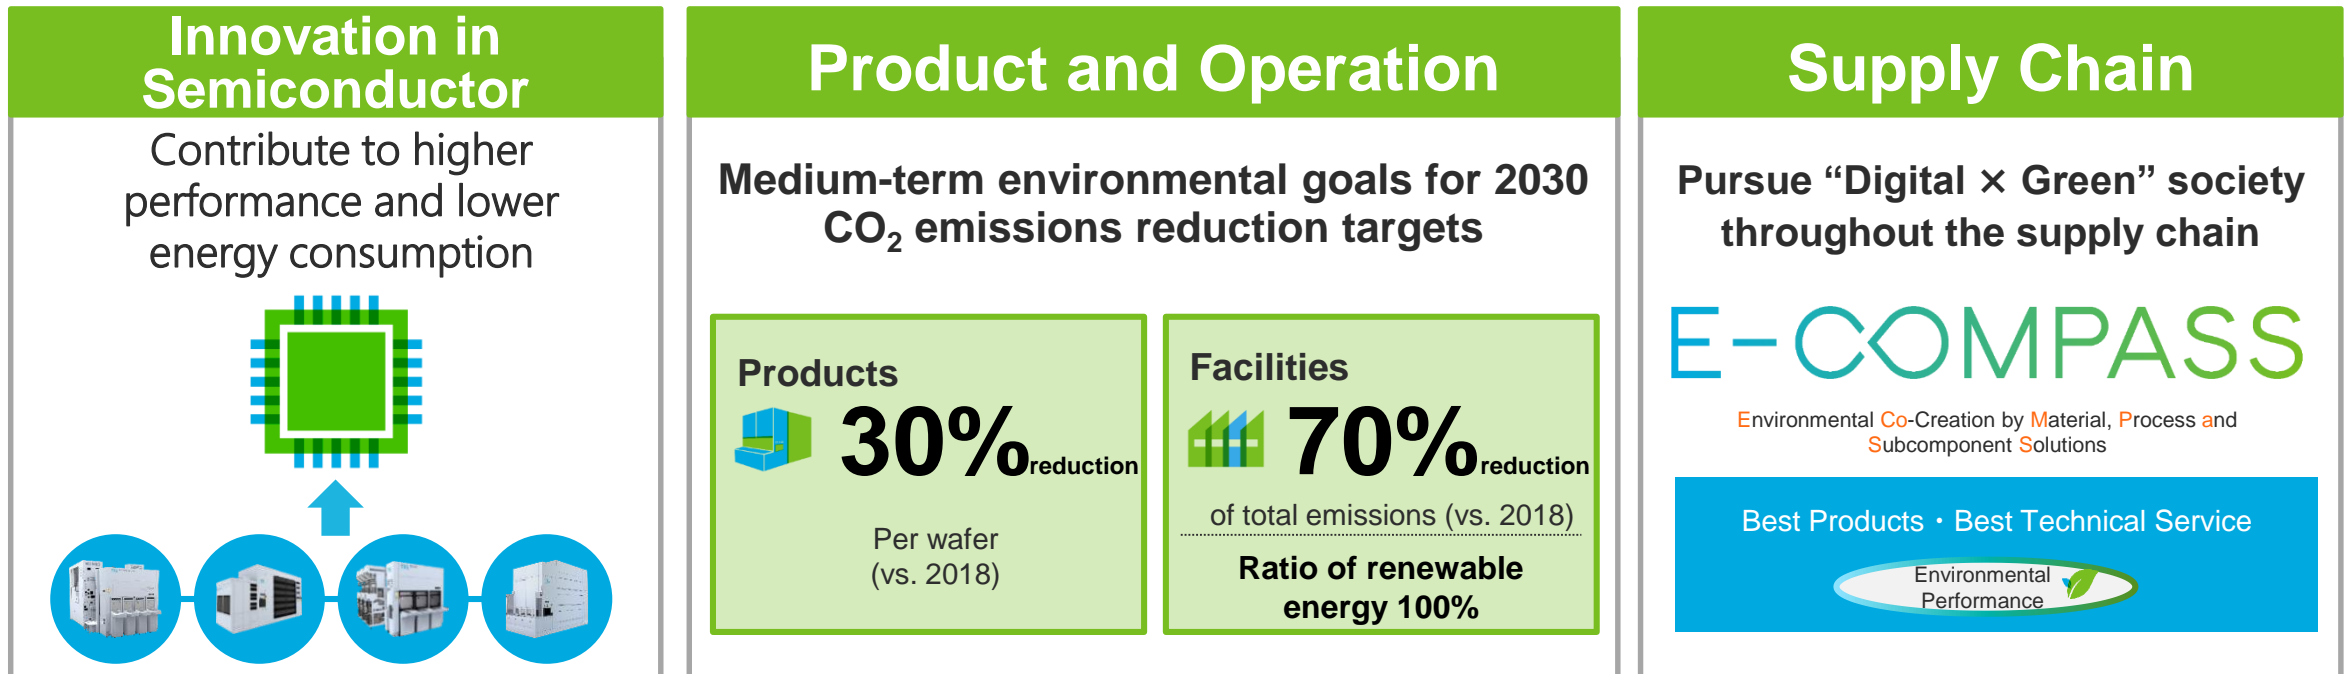 Innovation in
Semiconductor
Contribute to higher
performance and lower
energy consumption
Product and Operation
Medium-term environmental goals for 2030
CO₂ emissions reduction targets
Products
30% reduction
Per wafer
(vs. 2018)
Facilities
70% reduction
of total emissions (vs. 2018)
Ratio of renewable
energy 100%
Supply Chain
Pursue “Digital × Green” society
throughout the supply chain
E-COMPASS
Environmental Co-Creation by Material, Process and
Subcomponent Solutions
Best Products・Best Technical Service
Environmental
Performance